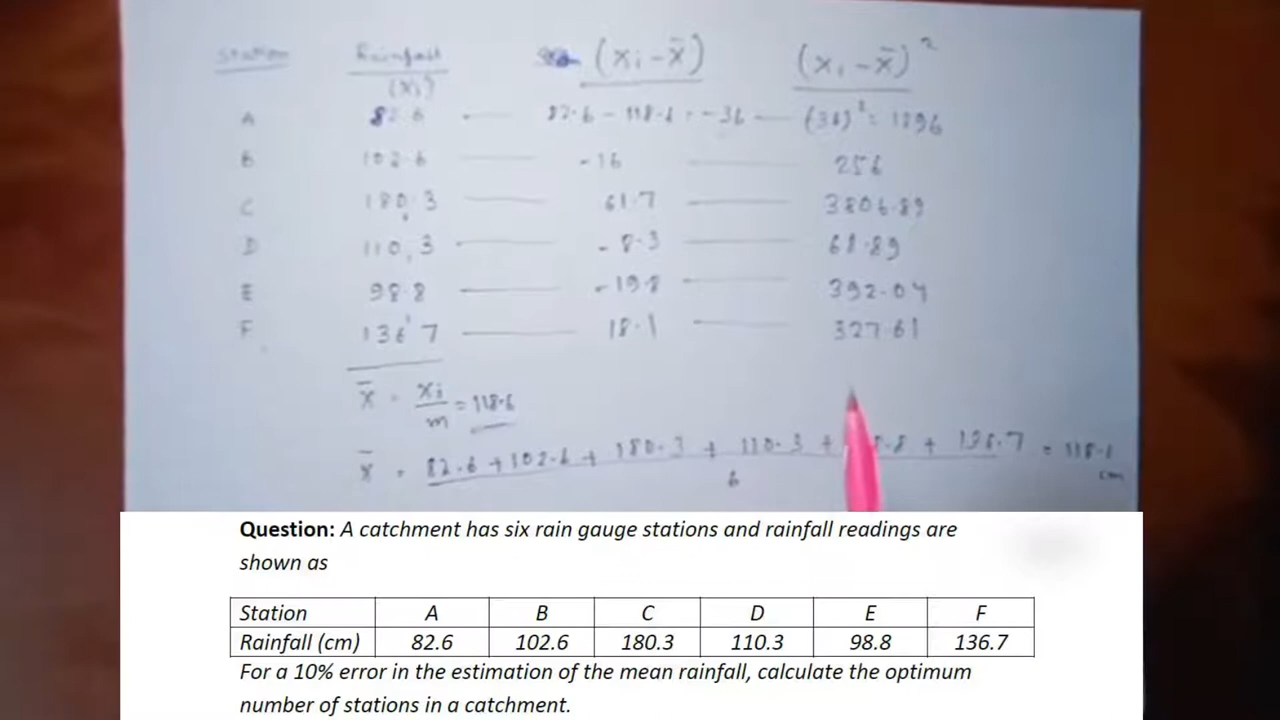 Station Rainfall (xi - x̄) (xi - x̄)²
(xi)
A 82.6 82.6 - 118.6 = -36 (36)² = 1296
B 102.6 -16 256
C 180.3 61.7 3806.89
D 110.3 -8.3 68.89
E 98.8 -19.8 392.04
F 136.7 18.1 327.61
x̄ = xi/m = 118.6
x̄ = 82.6 + 102.6 + 180.3 + 110.3 + 8.8 + 136.7 =
6
cm
Question: A catchment has six rain gauge stations and rainfall readings are
shown as
Station A B C D E F
Rainfall (cm) 82.6 102.6 180.3 110.3 98.8 136.7
For a 10% error in the estimation of the mean rainfall, calculate the optimum
number of stations in a catchment.